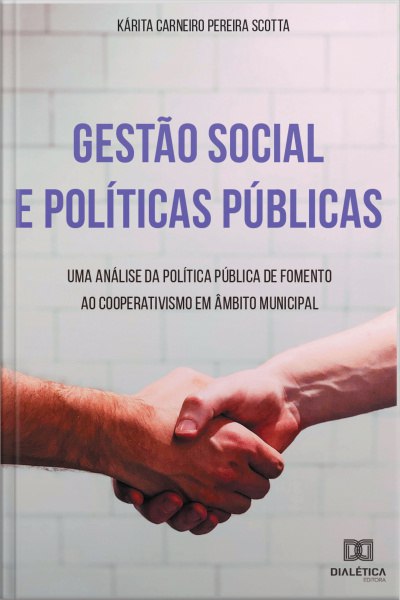 KÁRITA CARNEIRO PEREIRA SCOTTA
GESTÃO SOCIAL
E POLÍTICAS PÚBLICAS
UMA ANÁLISE DA POLÍTICA PÚBLICA DE FOMENTO
AO COOPERATIVISMO EM ÂMBITO MUNICIPAL
DIALÉTICA
EDITORA